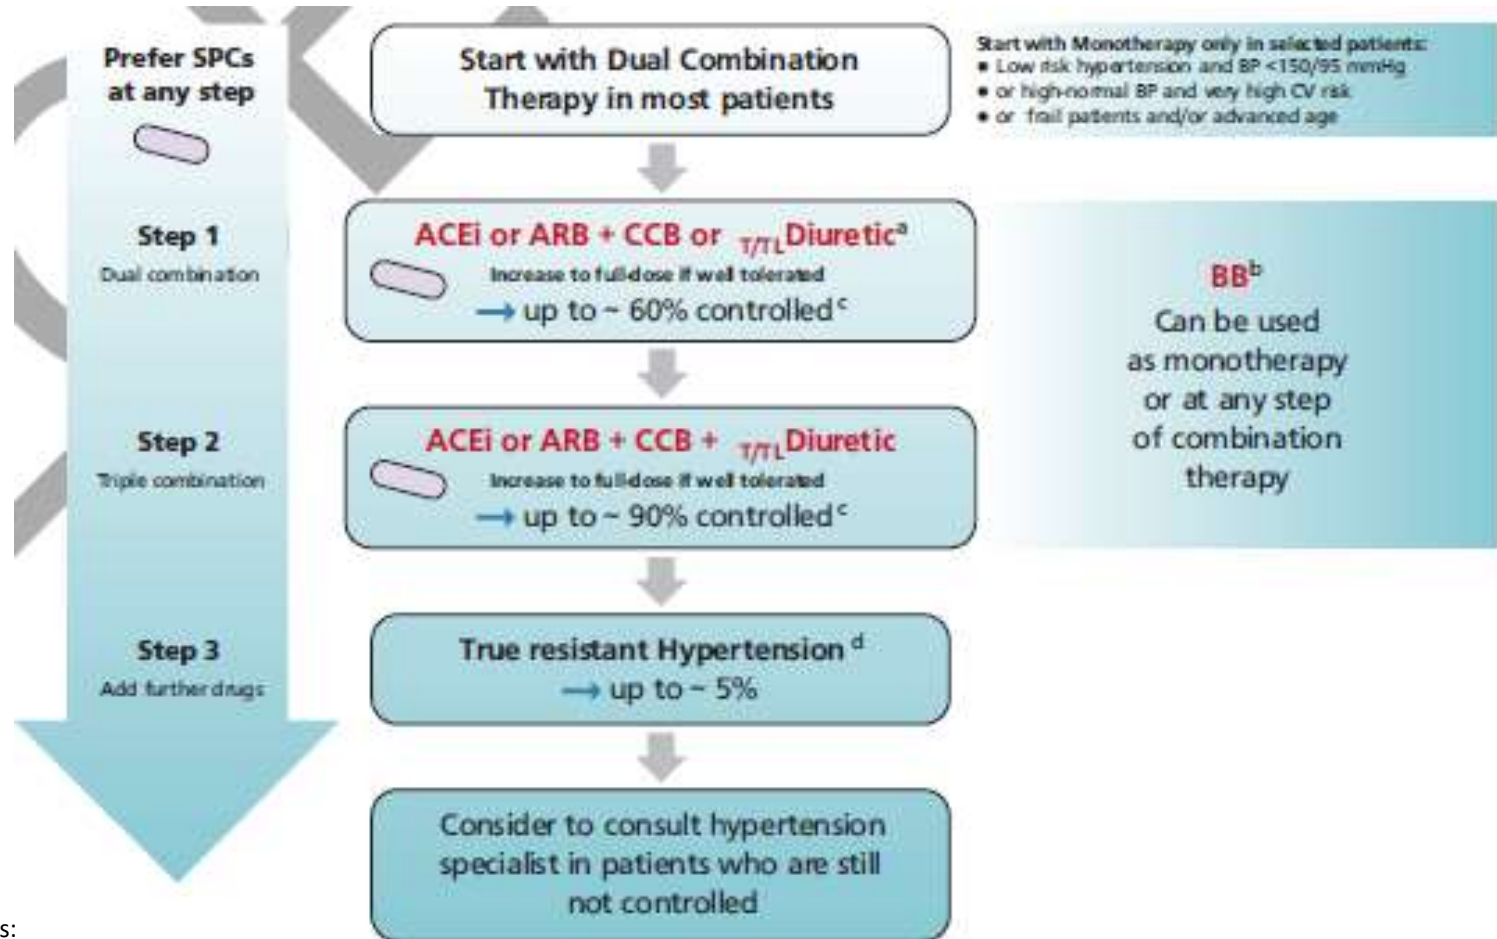 Prefer SPCs
at any step
Start with Dual Combination
Therapy in most patients
Start with Monotherapy only in selected patients:
● Low risk hypertension and BP <150/95 mmHg
● or high-normal BP and very high CV risk
● or frail patients and/or advanced age
Step 1
Dual combination
ACEi or ARB + CCB or T/TLDiuretic a
Increase to full-dose if well tolerated
→ up to ~ 60% controlled c
BB b
Can be used
as monotherapy
or at any step
of combination
therapy
Step 2
Triple combination
ACEi or ARB + CCB + T/TLDiuretic
Increase to full-dose if well tolerated
→ up to ~ 90% controlled c
Step 3
Add further drugs
True resistant Hypertension d
→ up to ~ 5%
Consider to consult hypertension
specialist in patients who are still
not controlled
s: